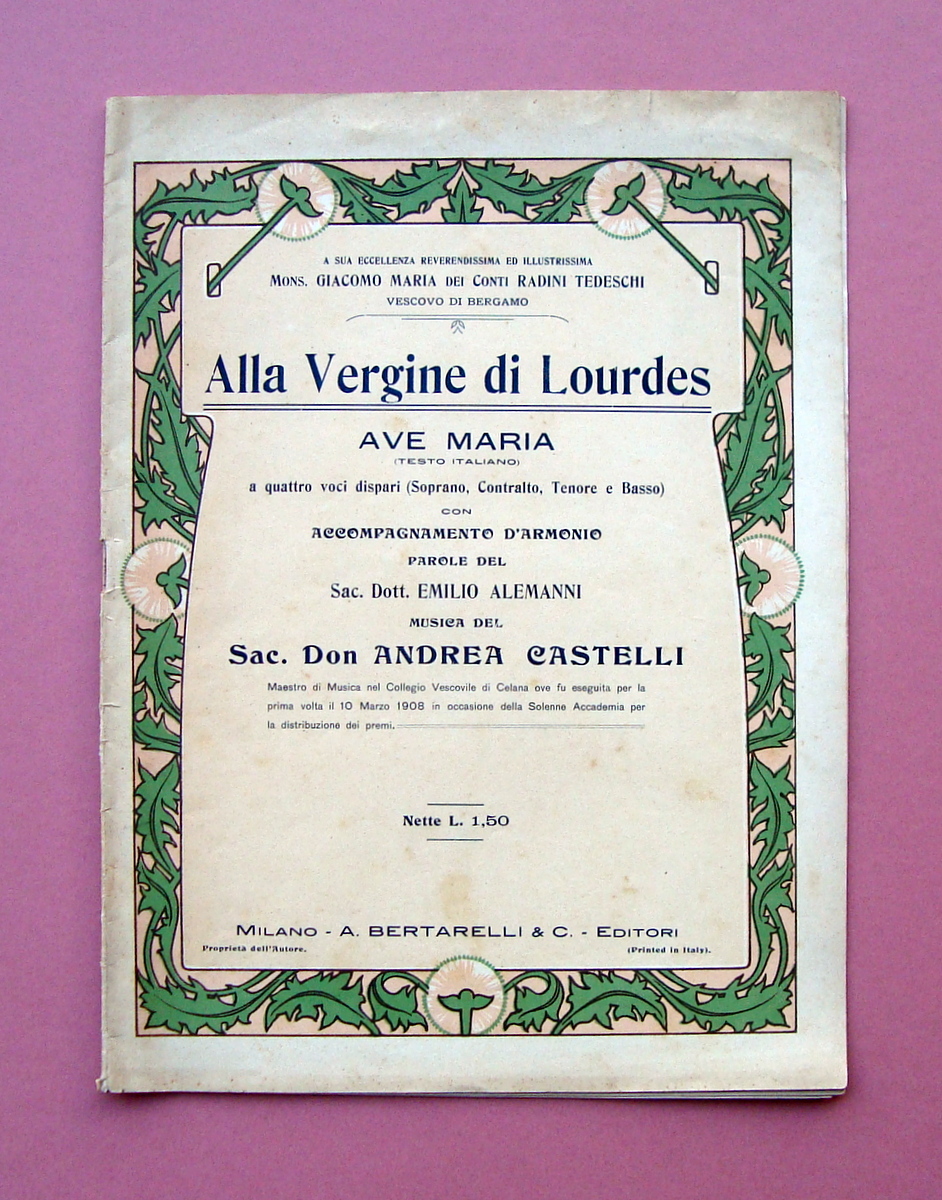 A SUA ECCELLENZA REVERENDISSIMA ED ILLUSTRISSIMA
MONS. GIACOMO MARIA DEI CONTI RADINI TEDESCHI
VESCOVO DI BERGAMO
Alla Vergine di Lourdes
AVE MARIA
(TESTO ITALIANO)
a quattro voci dispari (Soprano, Contralto, Tenore e Basso)
CON
ACCOMPAGNAMENTO D'ARMONIO
PAROLE DEL
Sac. Dott. EMILIO ALEMANNI
MUSICA DEL
Sac. Don ANDREA CASTELLI
Maestro di Musica nel Collegio Vescovile di Celana ove fu eseguita per la
prima volta il 10 Marzo 1908 in occasione della Solenne Accademia per
la distribuzione dei premi.
Nette L. 1,50
MILANO - A. BERTARELLI & C. - EDITORI
Proprietà dell'Autore. (Printed in Italy).